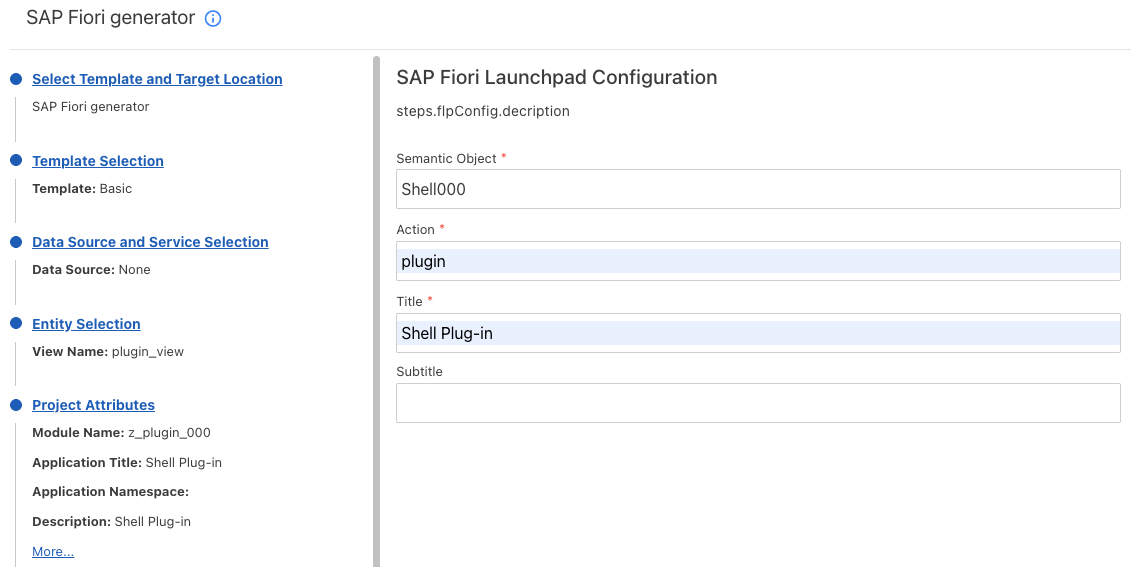 SAP Fiori generator
Select Template and Target Location
SAP Fiori generator
Template Selection
Template: Basic
Data Source and Service Selection
Data Source: None
Entity Selection
View Name: plugin_view
Project Attributes
Module Name: z_plugin_000
Application Title: Shell Plug-in
Application Namespace:
Description: Shell Plug-in
More...
SAP Fiori Launchpad Configuration
steps.flpConfig.decription
Semantic Object *
Shell000
Action *
plugin
Title *
Shell Plug-in
Subtitle